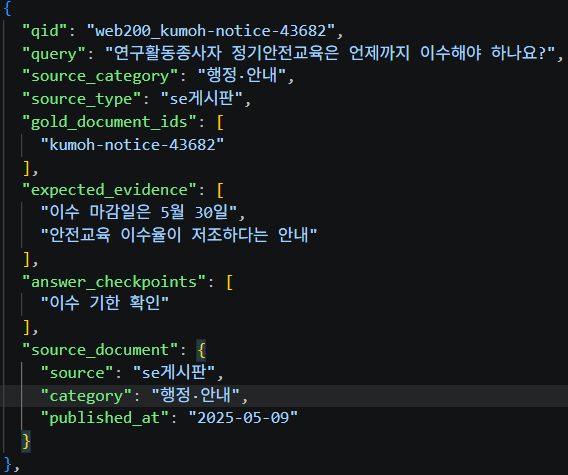 {
"qid": "web200_kumoh-notice-43682",
"query": "연구활동종사자 정기안전교육은 언제까지 이수해야 하나요?",
"source_category": "행정·안내",
"source_type": "se게시판",
"gold_document_ids": [
"kumoh-notice-43682"
],
"expected_evidence": [
"이수 마감일은 5월 30일",
"안전교육 이수율이 저조하다는 안내"
],
"answer_checkpoints": [
"이수 기한 확인"
],
"source_document": {
"source": "se게시판",
"category": "행정·안내",
"published_at": "2025-05-09"
}
},